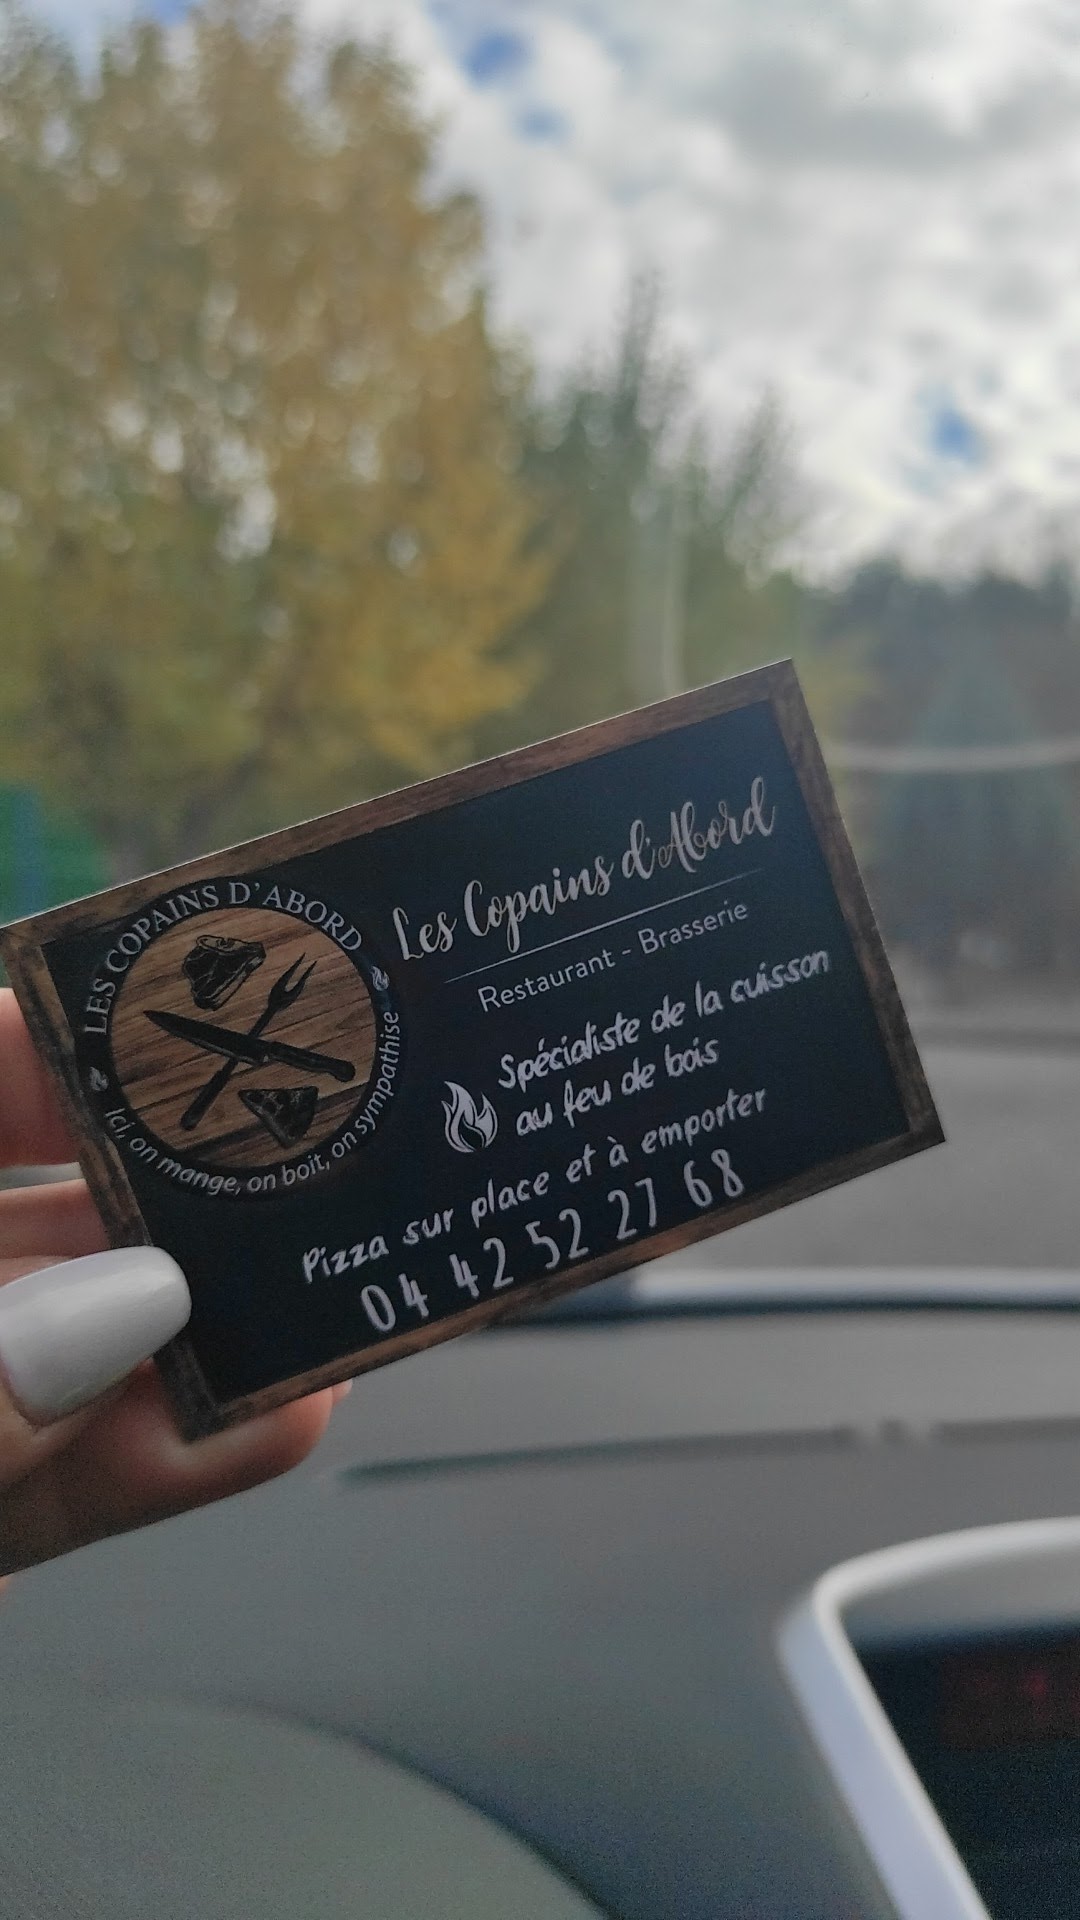 LES COPAINS D'ABORD
Ici, on mange, on boit, on sympathise
Les Copains d'Abord
Restaurant - Brasserie
Spécialiste de la cuisson
au feu de bois
Pizza sur place et à emporter
04 42 52 27 68